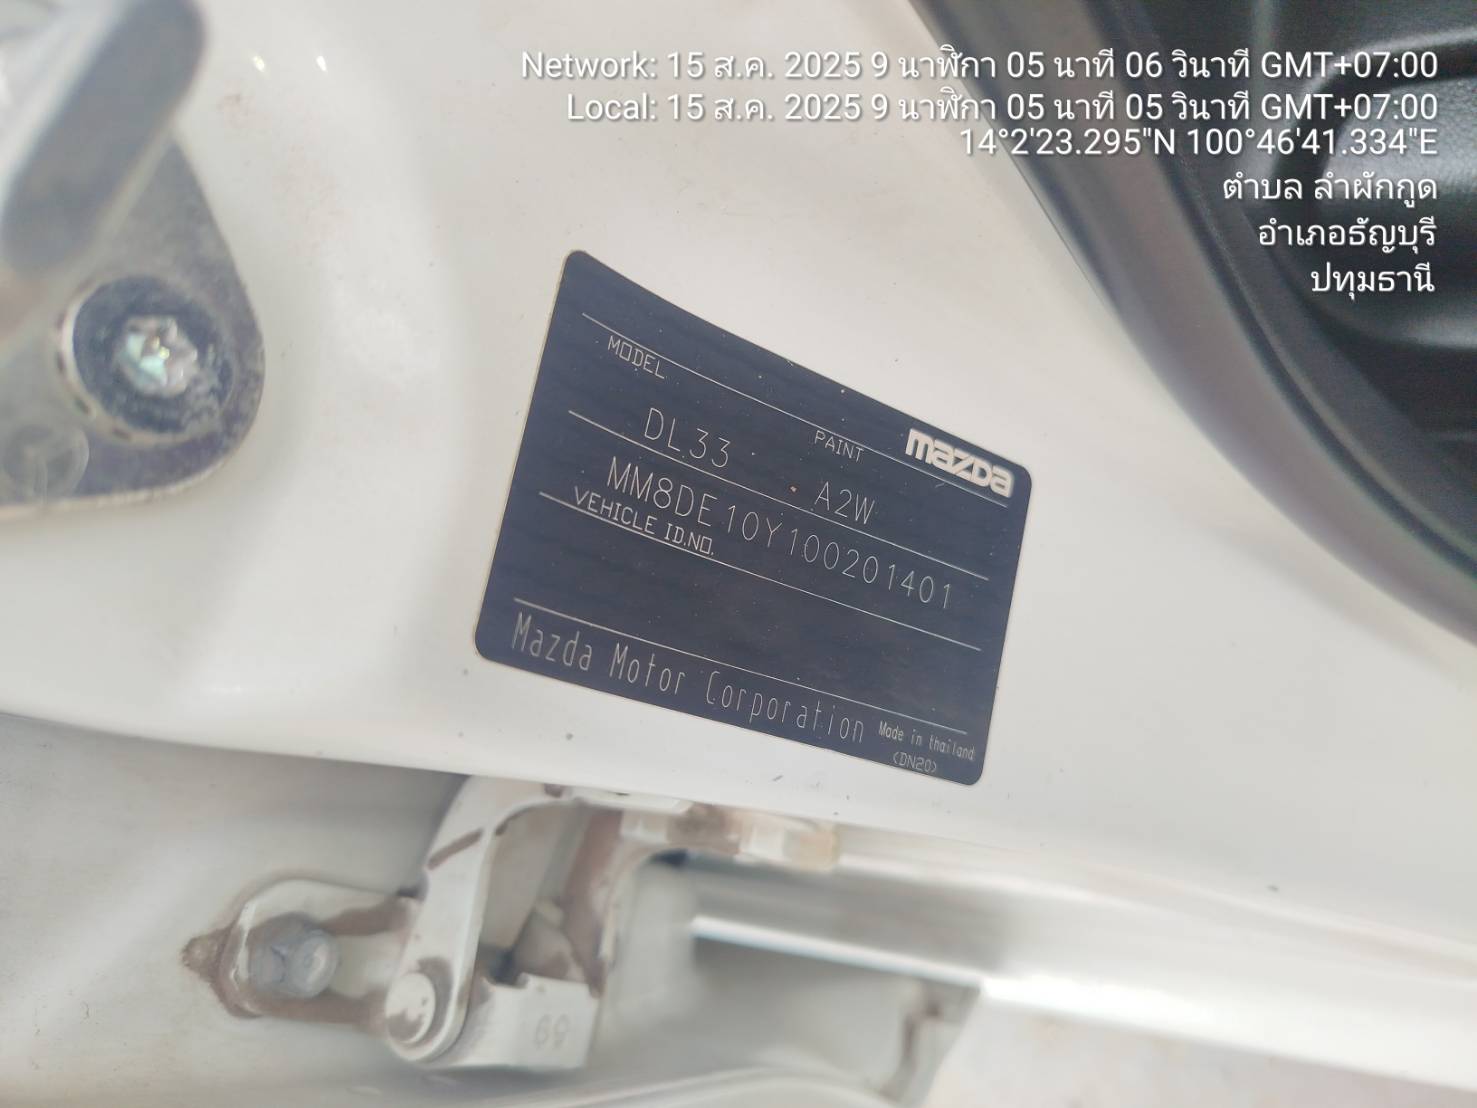 Network: 15 ส.ค. 2025 9 นาฬิกา 05 นาที 06 วินาที GMT+07:00
Local: 15 ส.ค. 2025 9 นาฬิกา 05 นาที 05 วินาที GMT+07:00
14°2'23.295"N 100°46'41.334"E
ตำบล ลำผักกูด
อำเภอธัญบุรี
ปทุมธานี
mazda
MODEL PAINT
DL33 A2W
MM8DE10Y100201401
VEHICLE ID.NO.
Mazda Motor Corporation
Made in thailand
(DN20)
69